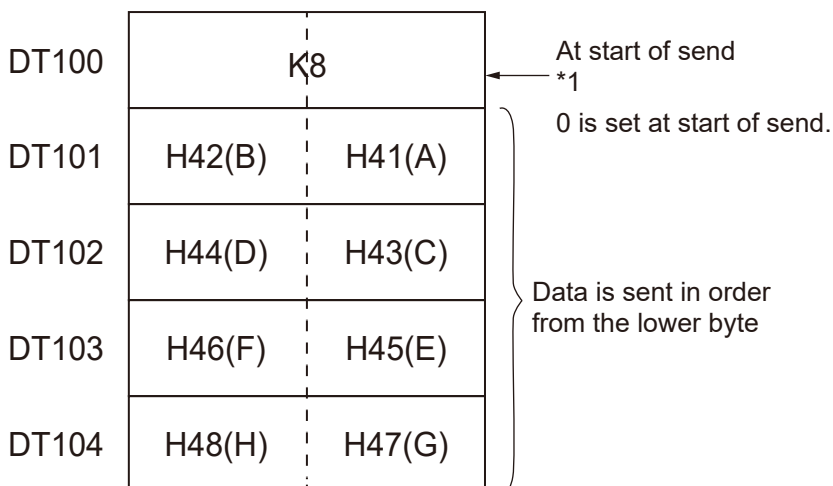 DT100 K8 At start of send
*1
0 is set at start of send.
DT101 H42(B) H41(A)
DT102 H44(D) H43(C)
Data is sent in order
from the lower byte
DT103 H46(F) H45(E)
DT104 H48(H) H47(G)